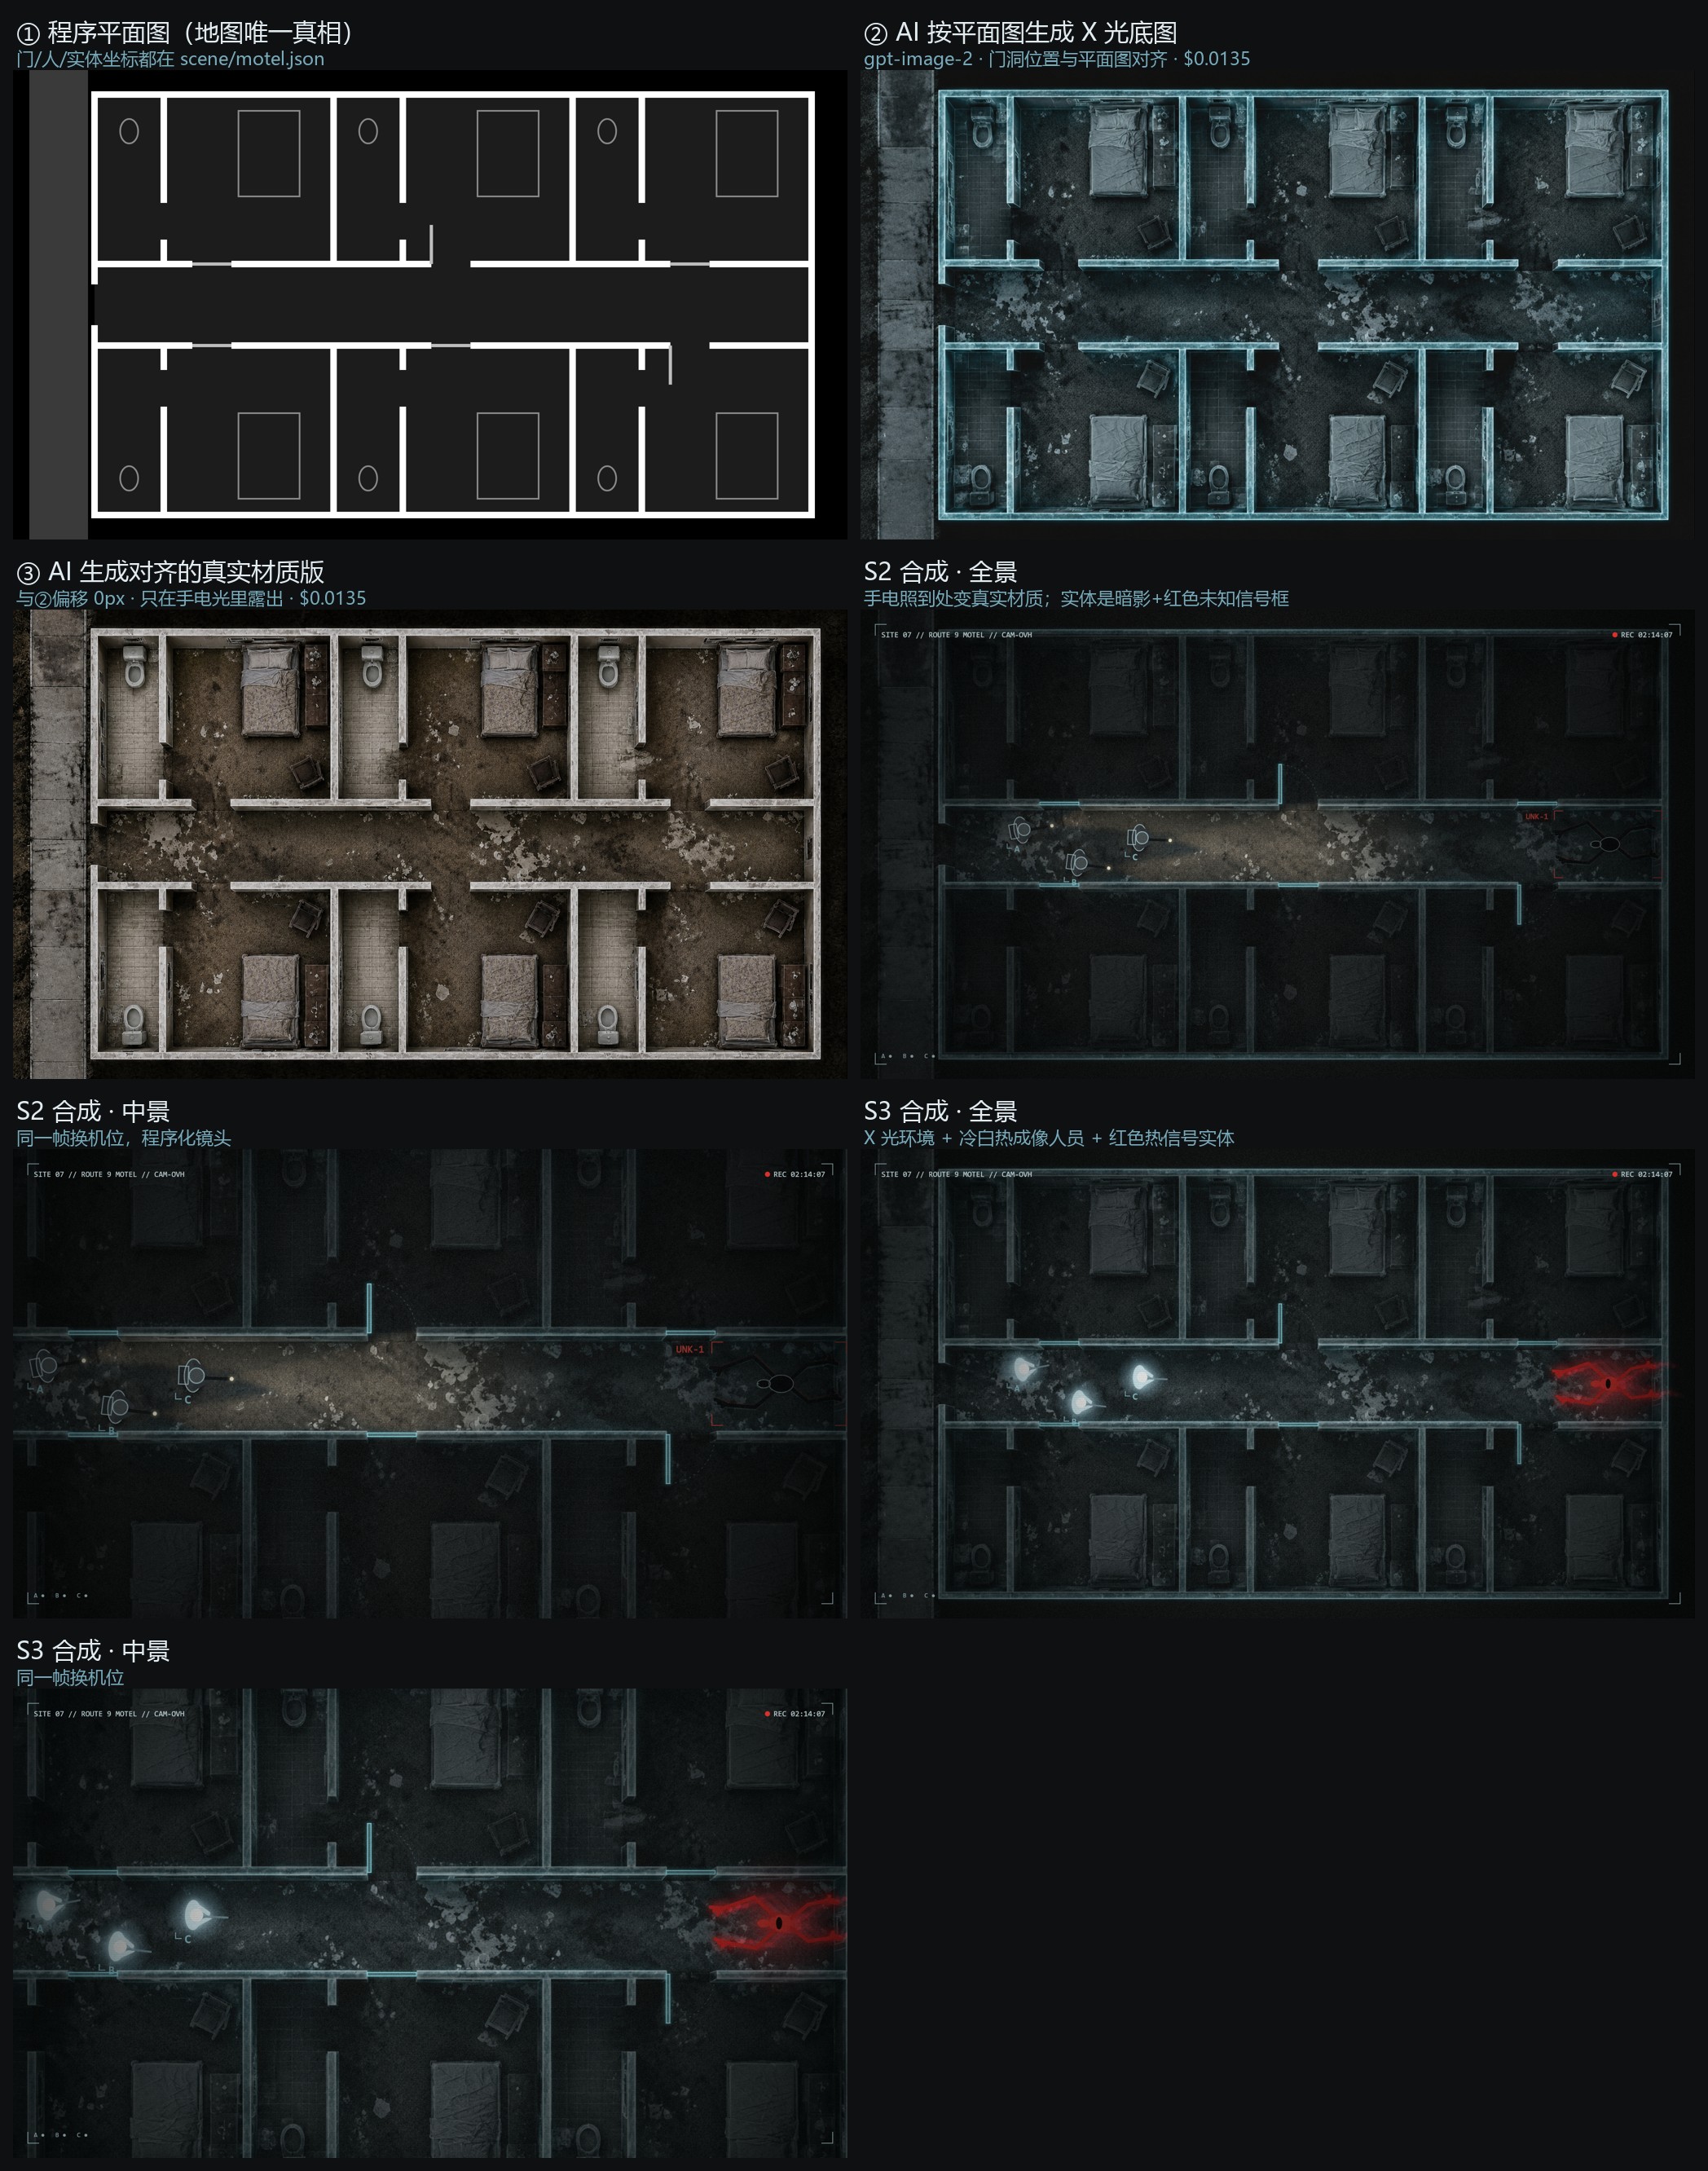 ① 程序平面图（地图唯一真相）
门/人/实体坐标都在 scene/motel.json
② AI 按平面图生成 X 光底图
gpt-image-2 · 门洞位置与平面图对齐 · $0.0135
③ AI 生成对齐的真实材质版
与②偏移 0px · 只在手电光里露出 · $0.0135
S2 合成 · 全景
手电照到处变真实材质；实体是暗影+红色未知信号框
SITE 07 // ROUTE 9 MOTEL // CAM-OVH
REC 02:14:07
UNK-1
A
C
B
A B C
S2 合成 · 中景
同一帧换机位，程序化镜头
SITE 07 // ROUTE 9 MOTEL // CAM-OVH
REC 02:14:07
UNK-1
A
C
B
A B C
S3 合成 · 全景
X 光环境 + 冷白热成像人员 + 红色热信号实体
SITE 07 // ROUTE 9 MOTEL // CAM-OVH
REC 02:14:07
A
C
B
A B C
S3 合成 · 中景
同一帧换机位
SITE 07 // ROUTE 9 MOTEL // CAM-OVH
REC 02:14:07
A
C
B
A B C